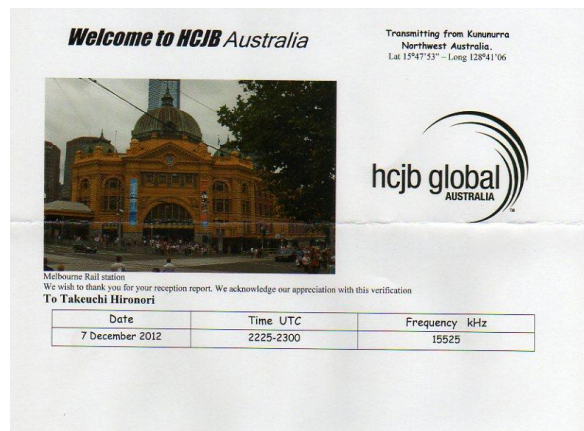 Welcome to HCJB Australia
Transmitting from Kununurra
Northwest Australia.
Lat 15°47'53" – Long 128°41'06
hcjb global
AUSTRALIA
TM
Melbourne Rail station
We wish to thank you for your reception report. We acknowledge our appreciation with this verification
To Takeuchi Hironori
Date Time UTC Frequency kHz
7 December 2012 2225-2300 15525